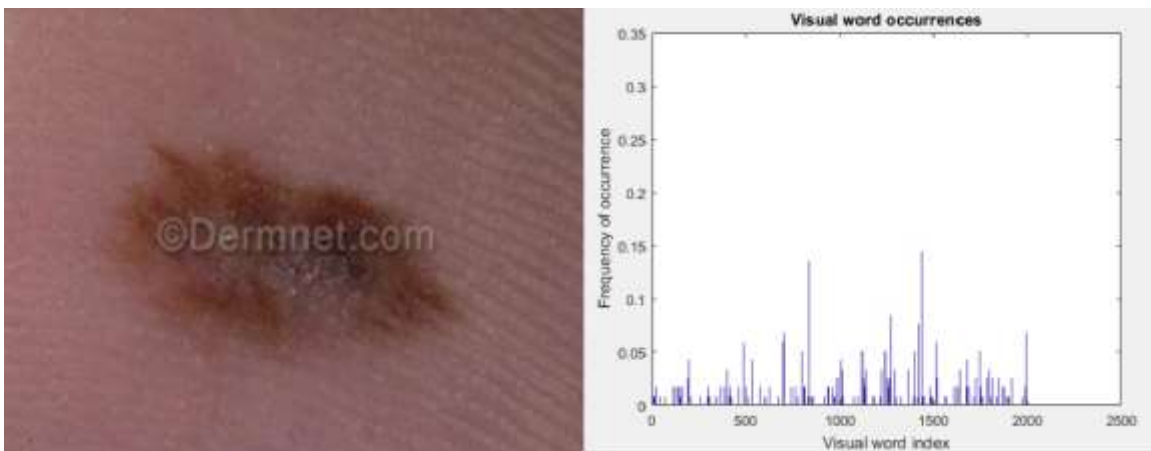 ©Dermnet.com
Visual word occurrences
0.35
0.3
0.25
0.2
0.15
0.1
0.05
0
Frequency of occurrence
0 500 1000 1500 2000 2500
Visual word index